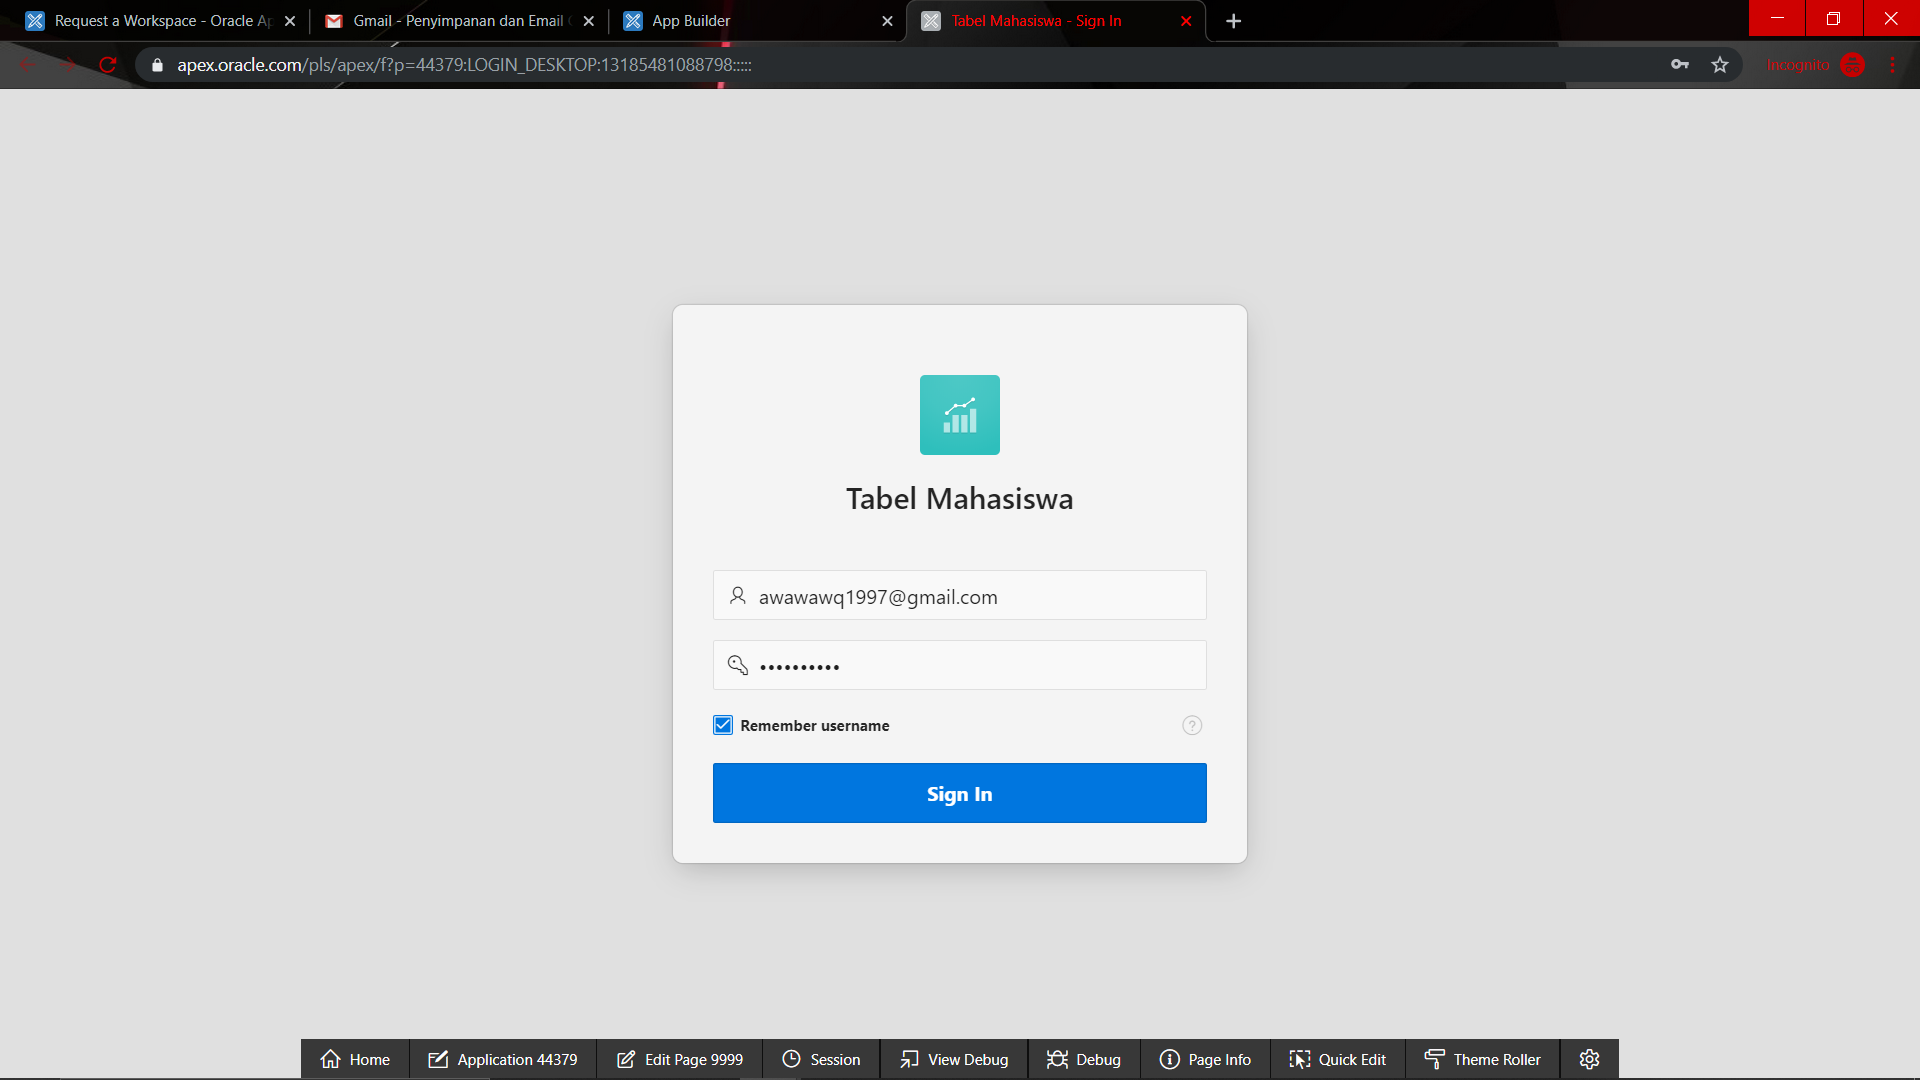 Request a Workspace - Oracle Ap
Gmail - Penyimpanan dan Email
App Builder
Tabel Mahasiswa - Sign In
apex.oracle.com/pls/apex/f?p=44379:LOGIN_DESKTOP:13185481088798:::::
Incognito
Tabel Mahasiswa
awawawq1997@gmail.com
••••••••••
Remember username
Sign In
Home
Application 44379
Edit Page 9999
Session
View Debug
Debug
Page Info
Quick Edit
Theme Roller